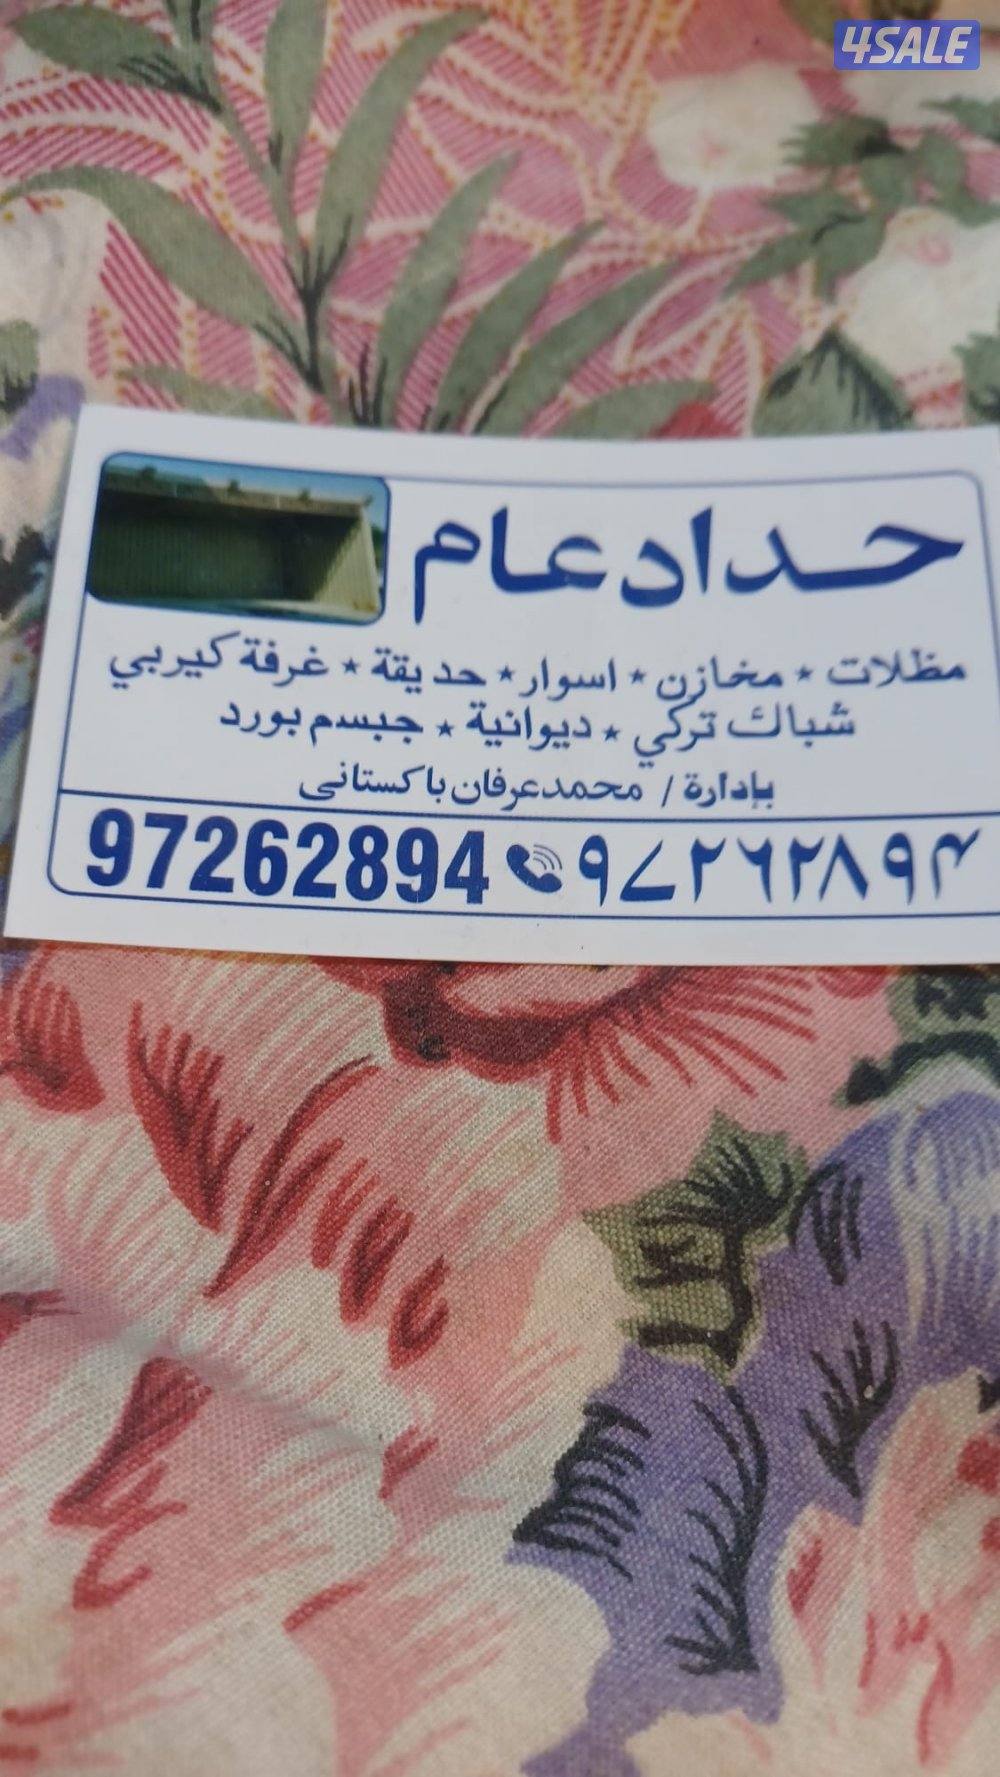 4SALE
حداد عام
مظلات * مخازن * اسوار * حديقة * غرفة كيربي
شباك تركي * ديوانية * جبسم بورد
بإدارة / محمد عرفان باكستانى
97262894 ٩٧٢٦٢٨٩٤